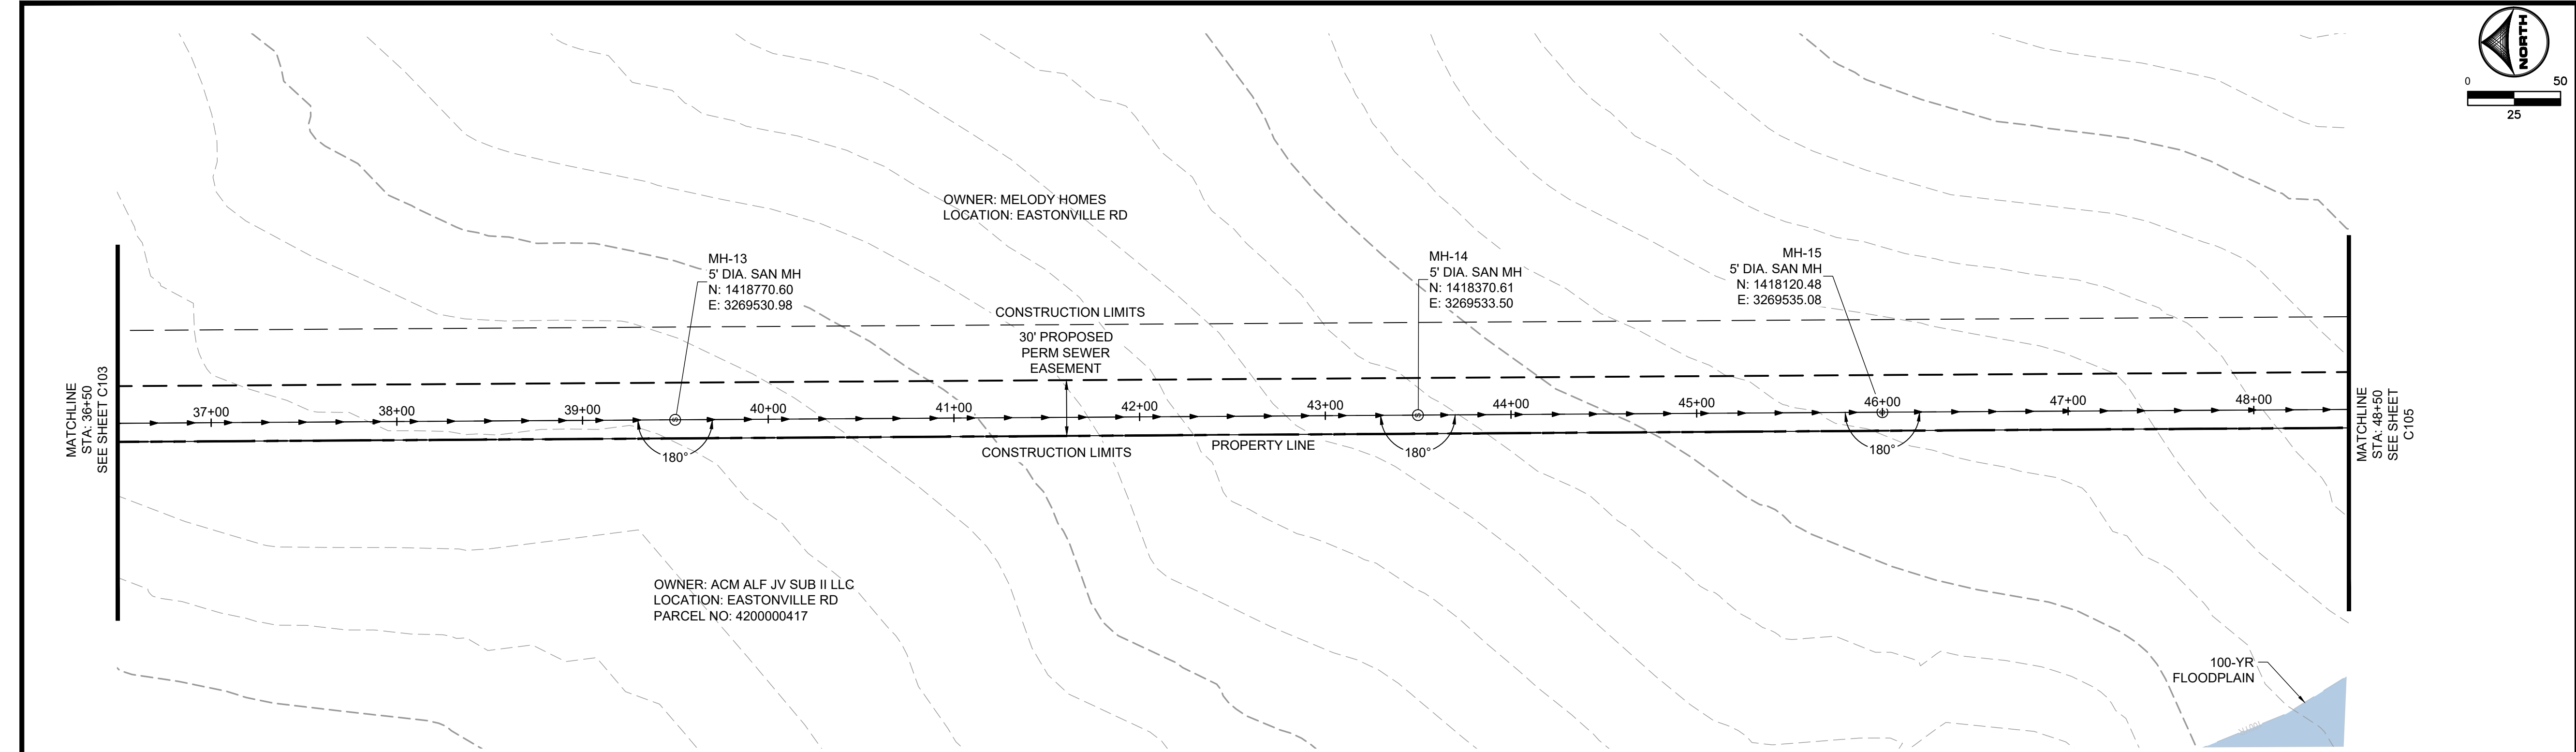 NORTH
0 50
25
OWNER: MELODY HOMES
LOCATION: EASTONVILLE RD
MH-13
5' DIA. SAN MH
N: 1418770.60
E: 3269530.98
MH-14
5' DIA. SAN MH
N: 1418370.61
E: 3269533.50
MH-15
5' DIA. SAN MH
N: 1418120.48
E: 3269535.08
CONSTRUCTION LIMITS
30' PROPOSED
PERM SEWER
EASEMENT
MATCHLINE
STA: 36+50
SEE SHEET C103
37+00 38+00 39+00 40+00 41+00 42+00 43+00 44+00 45+00 46+00 47+00 48+00
S S S
MATCHLINE
STA: 48+50
SEE SHEET
C105
180° 180° 180°
CONSTRUCTION LIMITS
PROPERTY LINE
OWNER: ACM ALF JV SUB II LLC
LOCATION: EASTONVILLE RD
PARCEL NO: 4200000417
100-YR
FLOODPLAIN